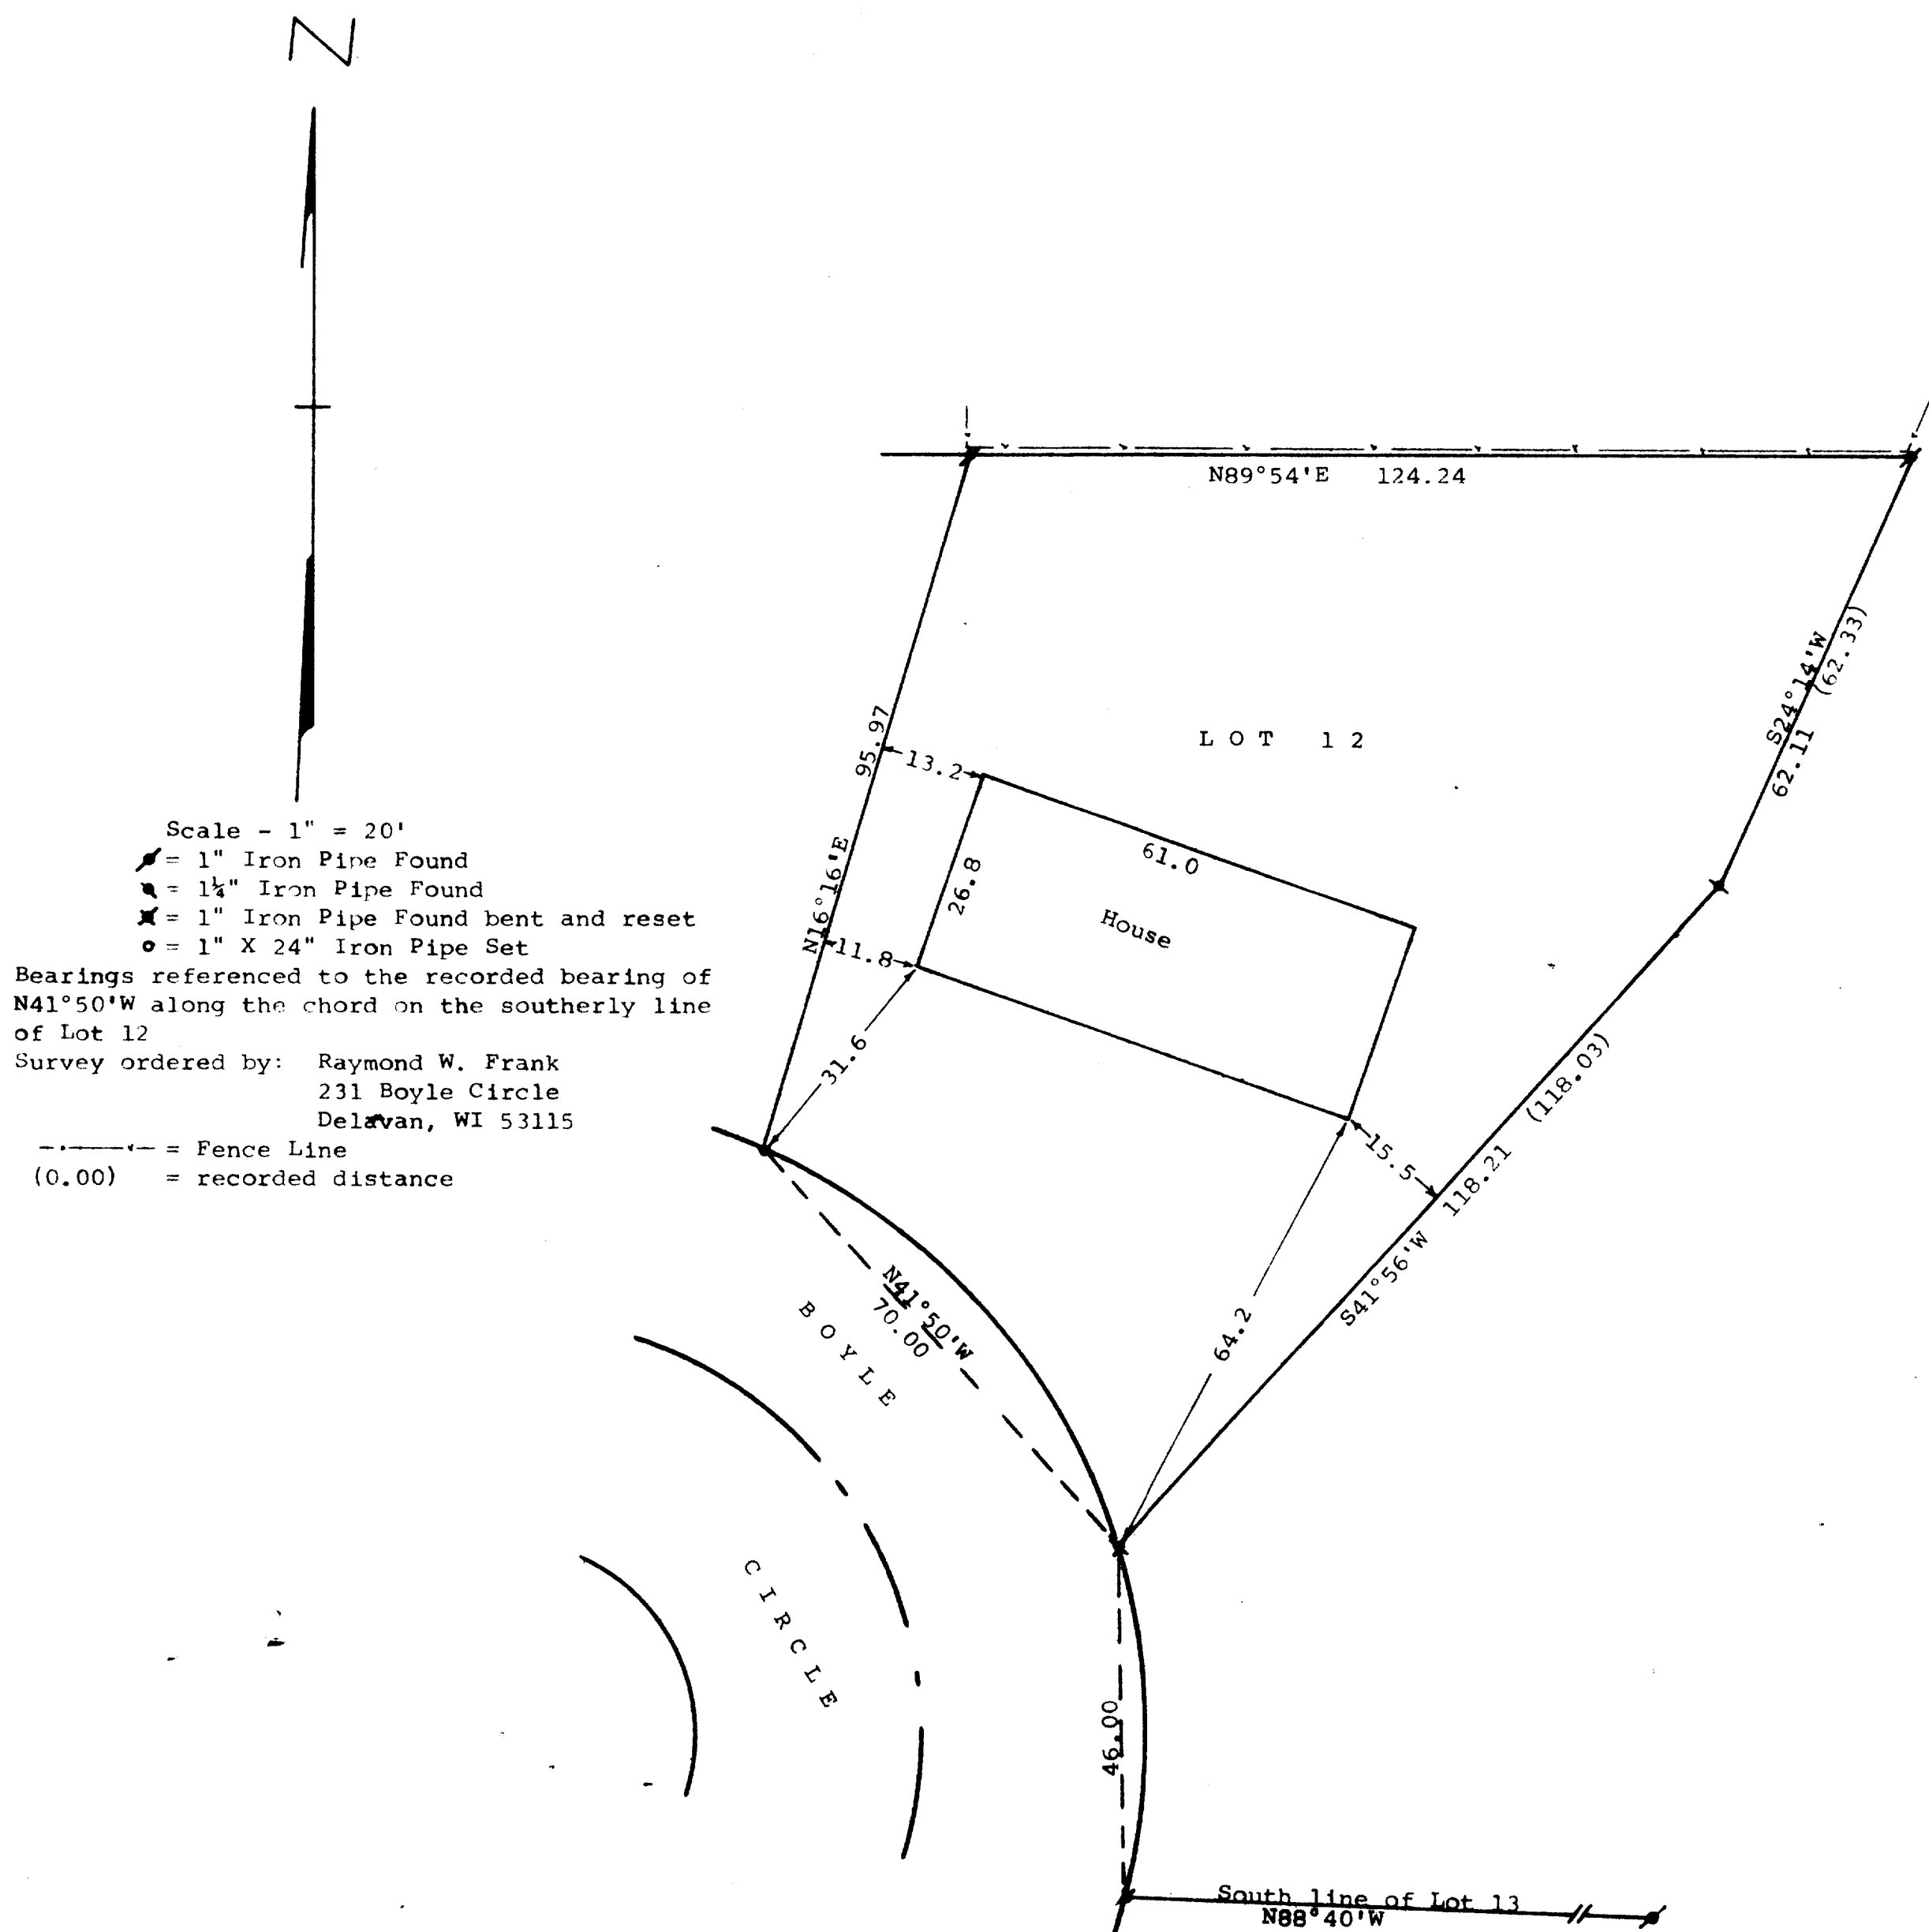 N
N89°54'E 124.24
S24°14'W
62.11 (62.33)
95.97
N16°16'E
LOT 12
13.2
61.0
26.8
House
11.8
31.6
Scale - 1" = 20'
= 1" Iron Pipe Found
= 1¼" Iron Pipe Found
= 1" Iron Pipe Found bent and reset
= 1" X 24" Iron Pipe Set
Bearings referenced to the recorded bearing of
N41°50'W along the chord on the southerly line
of Lot 12
Survey ordered by: Raymond W. Frank
231 Boyle Circle
Delavan, WI 53115
= Fence Line
(0.00) = recorded distance
15.5
S41°56'W 118.21 (118.03)
64.2
N41°50'W
70.00
BOYLE
CIRCLE
46.00
South line of Lot 13
N88°40'W